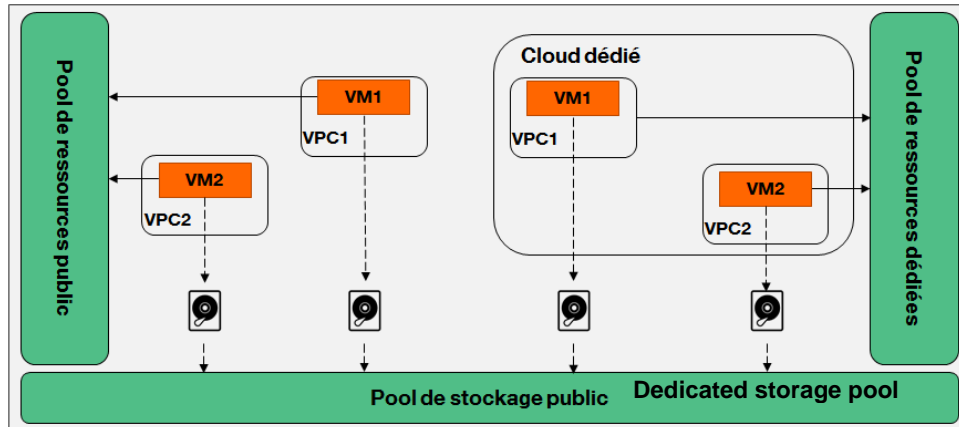 Pool de ressources public
Cloud dédié
VM1
VPC1
VM2
VPC2
VM1
VPC1
VM2
VPC2
Pool de ressources dédiées
Pool de stockage public
Dedicated storage pool